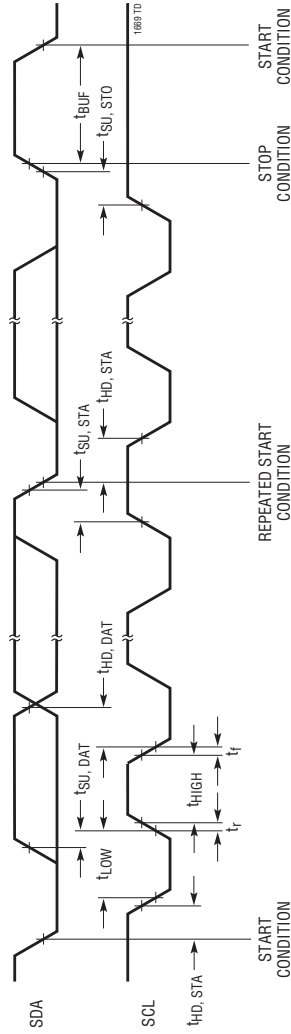 SDA
tSU, DAT
tHD, DAT
tSU, STA
tHD, STA
tBUF
tSU, STO
tLOW
SCL
1669 TD
tHD, STA
tr
tHIGH
tf
START
CONDITION
REPEATED START
CONDITION
STOP
CONDITION
START
CONDITION